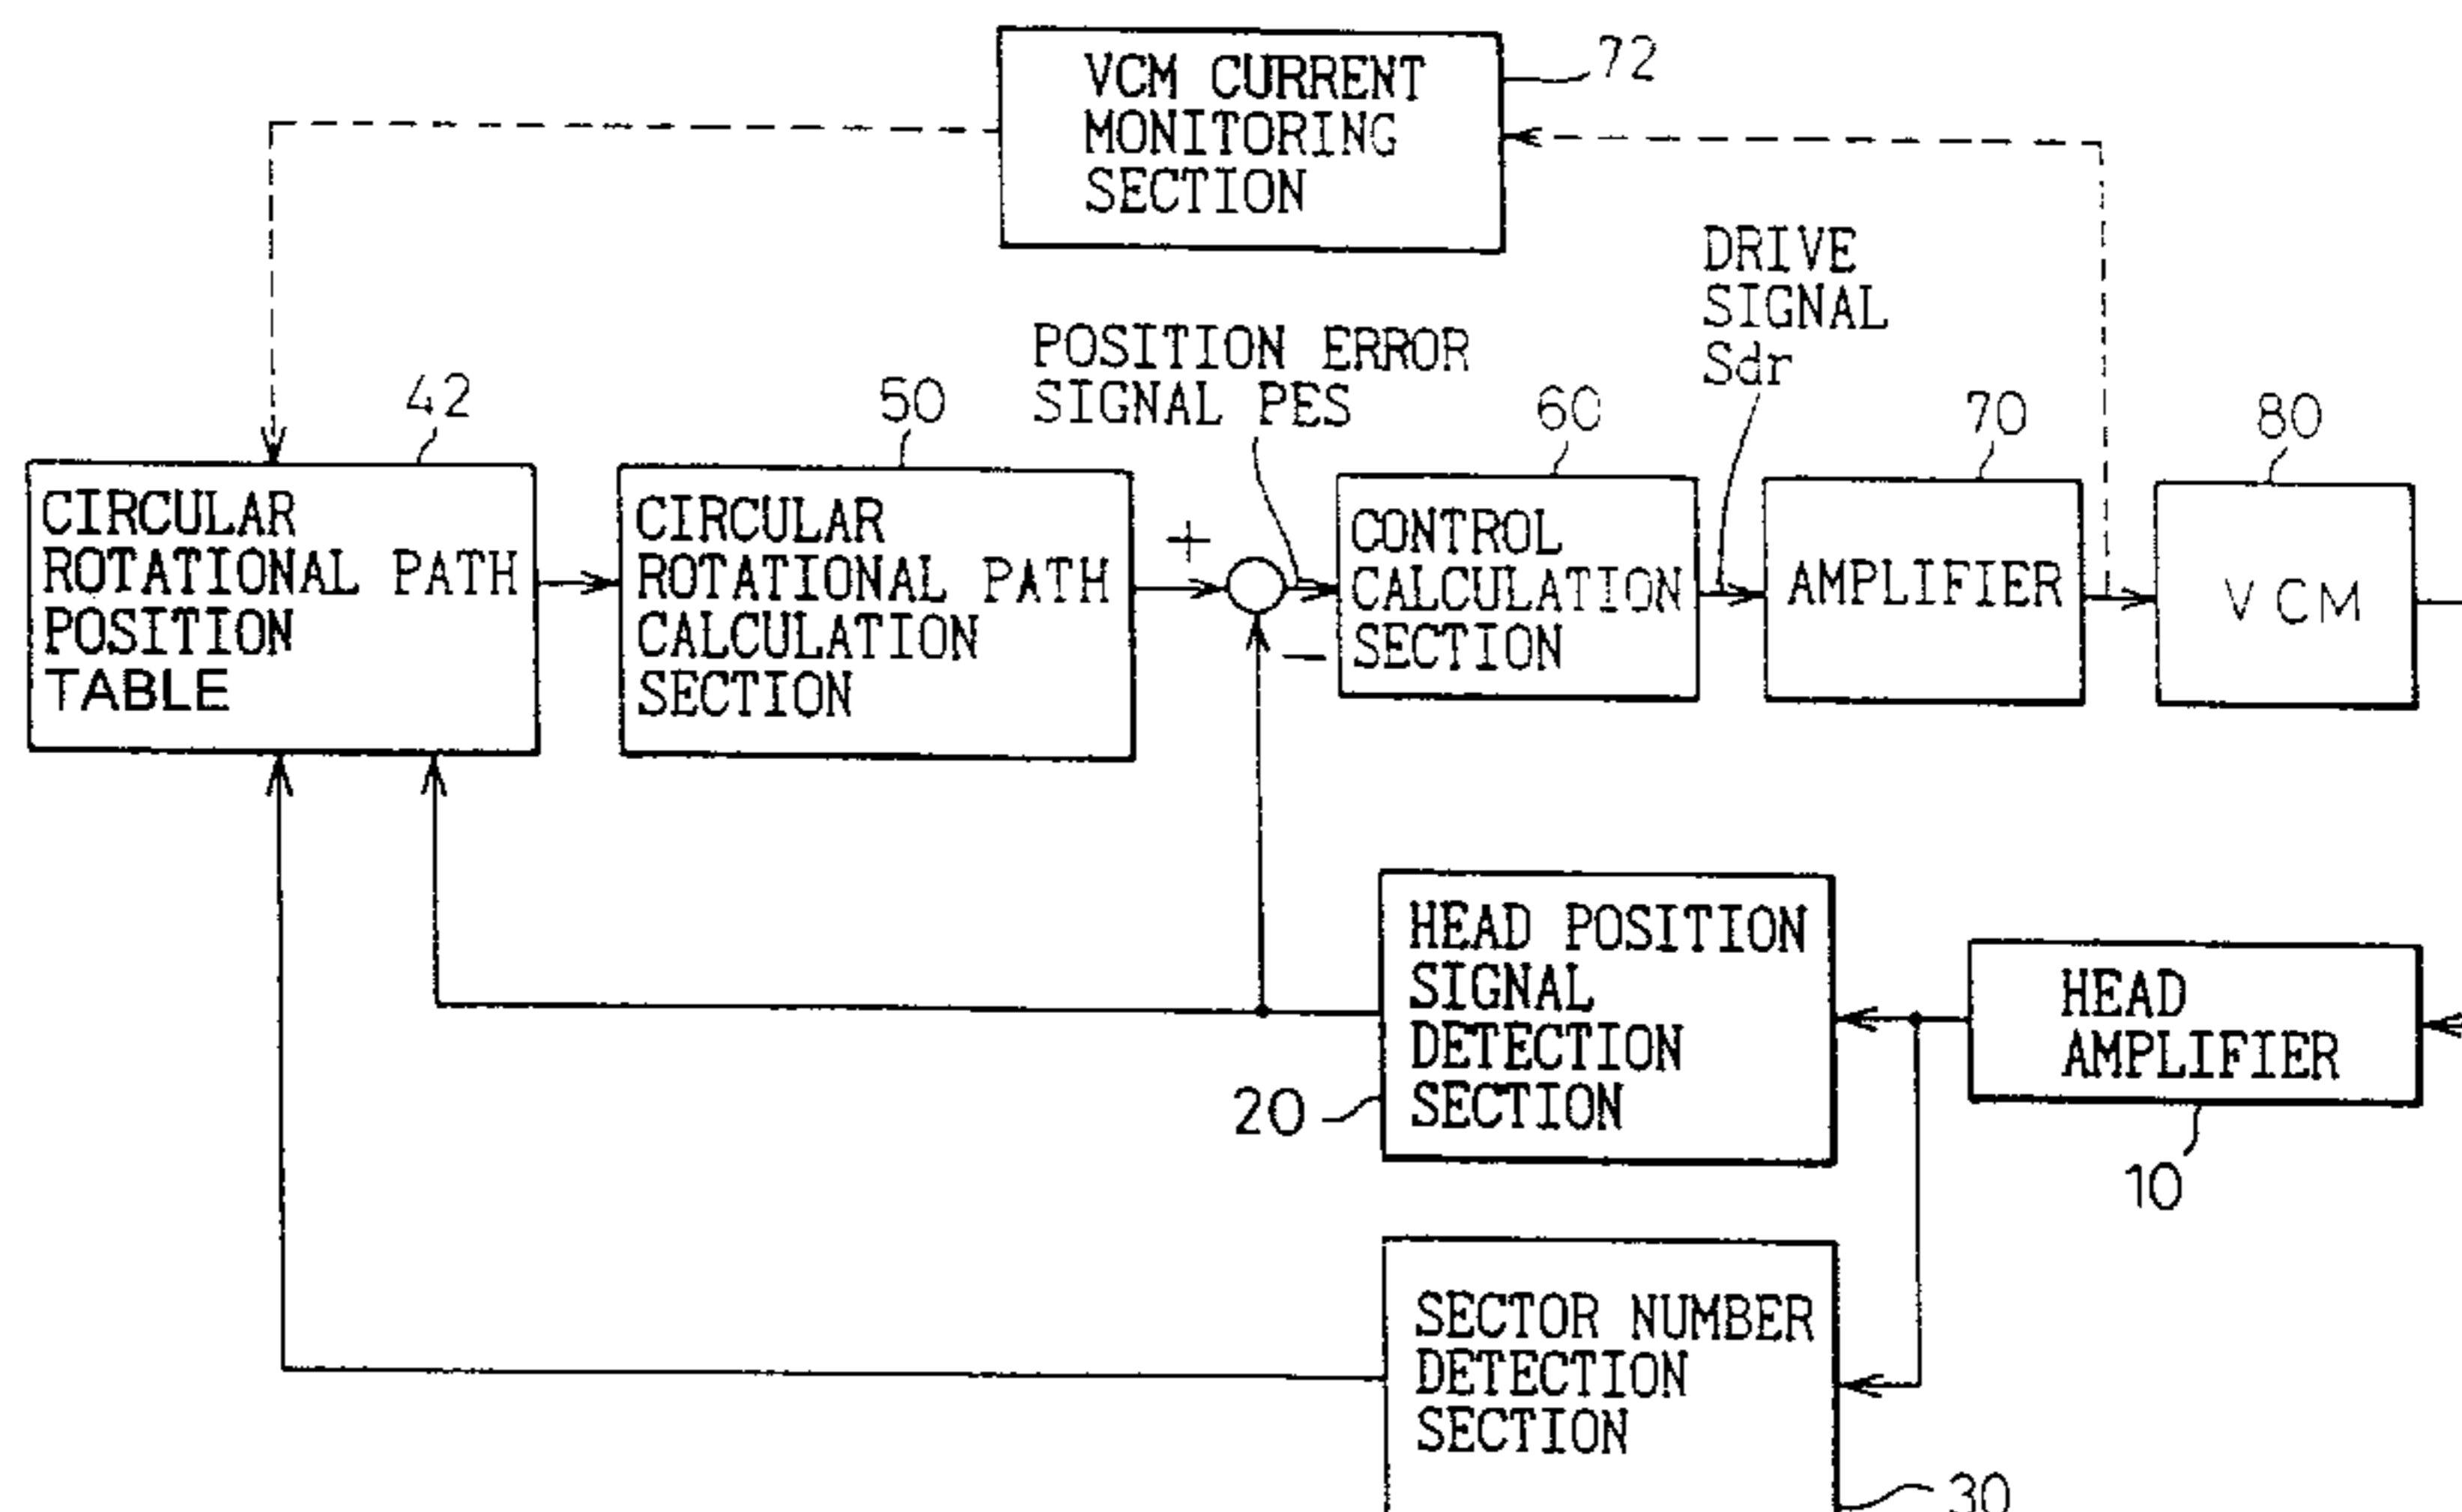 VCM CURRENT
MONITORING
SECTION
72
DRIVE
SIGNAL
Sdr
POSITION ERROR
SIGNAL PES
42
CIRCULAR
ROTATIONAL PATH
POSITION
TABLE
50
CIRCULAR
ROTATIONAL PATH
CALCULATION
SECTION
+
−
60
CONTROL
CALCULATION
SECTION
70
AMPLIFIER
80
VCM
HEAD POSITION
SIGNAL
DETECTION
SECTION
20
HEAD
AMPLIFIER
10
SECTOR NUMBER
DETECTION
SECTION
30